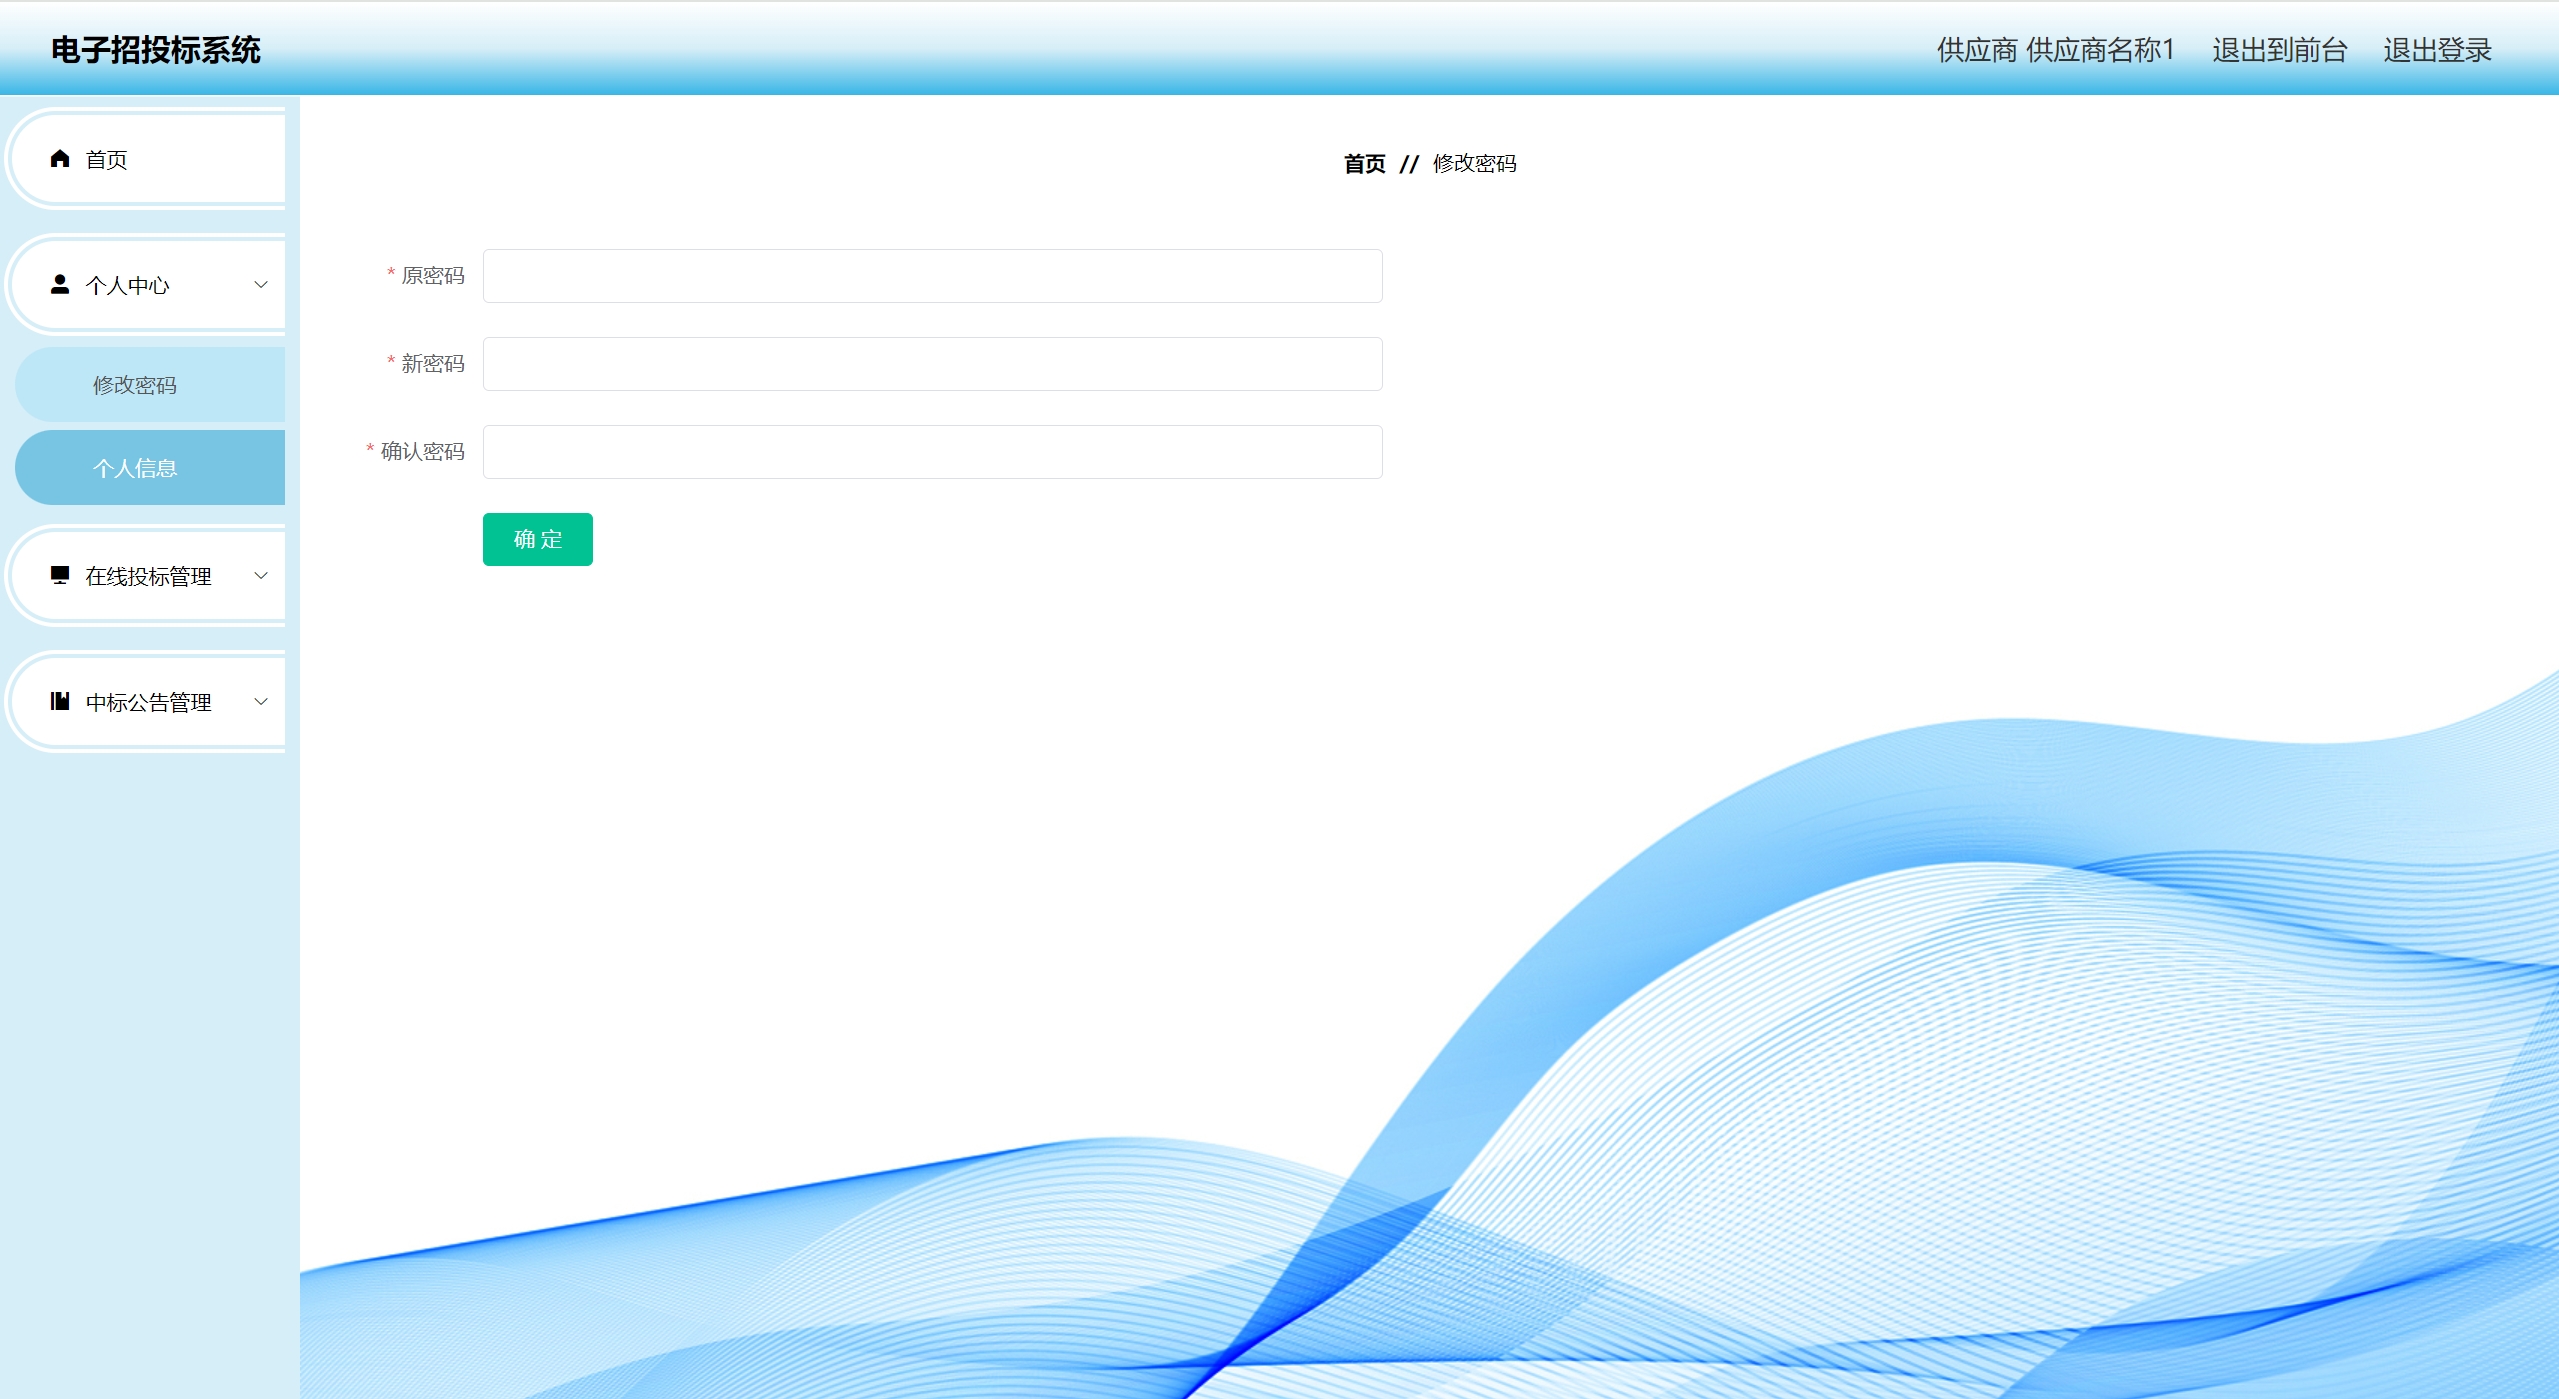 电子招投标系统
供应商 供应商名称1 退出到前台 退出登录
首页
个人中心
修改密码
个人信息
在线投标管理
中标公告管理
首页 // 修改密码
* 原密码
* 新密码
* 确认密码
确 定